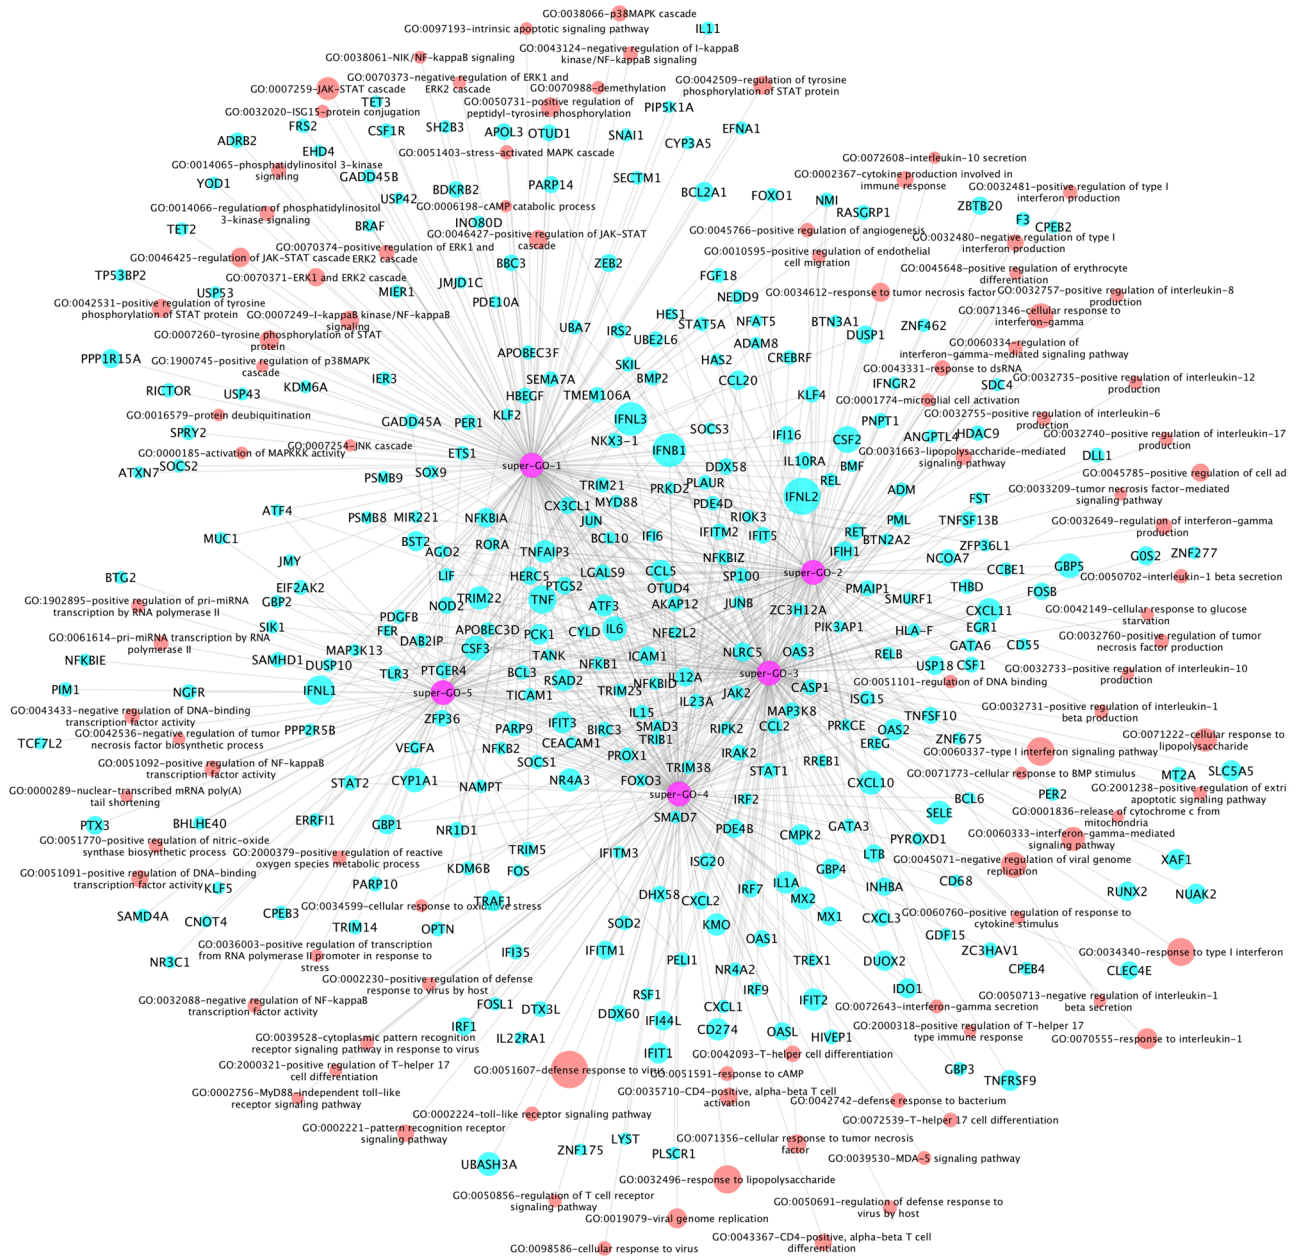 GO:0038066-p38MAPK cascade
GO:0097193-intrinsic apoptotic signaling pathway
IL11
GO:0043124-negative regulation of I-kappaB
kinase/NF-kappaB signaling
GO:0038061-NIK/NF-kappaB signaling
GO:0070373-negative regulation of ERK1 and
ERK2 cascade
GO:0070988-demethylation
GO:0042509-regulation of tyrosine
phosphorylation of STAT protein
GO:0007259-JAK-STAT cascade
TET3
GO:0050731-positive regulation of
peptidyl-tyrosine phosphorylation
PIP5K1A
GO:0032020-ISG15-protein conjugation
FRS2
CSF1R
SH2B3
APOL3
OTUD1
SNAI1
EFNA1
ADRB2
CYP3A5
EHD4
GO:0051403-stress-activated MAPK cascade
GO:0072608-interleukin-10 secretion
GO:0014065-phosphatidylinositol 3-kinase
signaling
GADD45B
SECTM1
GO:0002367-cytokine production involved in
immune response
YOD1
BDKRB2
PARP14
BCL2A1
FOXO1
GO:0032481-positive regulation of type I
interferon production
USP42
NMI
ZBTB20
GO:0006198-cAMP catabolic process
RASGRP1
GO:0014066-regulation of phosphatidylinositol
3-kinase signaling
F3
CPEB2
TET2
BRAF
INO80D
GO:0045766-positive regulation of angiogenesis
GO:0032480-negative regulation of type I
interferon production
GO:0046427-positive regulation of JAK-STAT
cascade
GO:0070374-positive regulation of ERK1 and
ERK2 cascade
GO:0010595-positive regulation of endothelial
cell migration
GO:0046425-regulation of JAK-STAT cascade
BBC3
ZEB2
GO:0045648-positive regulation of erythrocyte
differentiation
TP53BP2
GO:0070371-ERK1 and ERK2 cascade
JMJD1C
FGF18
USP53
MIER1
PDE10A
NEDD9
GO:0034612-response to tumor necrosis factor
GO:0032757-positive regulation of interleukin-8
production
GO:0042531-positive regulation of tyrosine
phosphorylation of STAT protein
GO:0007249-I-kappaB kinase/NF-kappaB
signaling
HES1
GO:0071346-cellular response to
interferon-gamma
UBA7
IRS2
STAT5A
NFAT5
BTN3A1
DUSP1
ZNF462
GO:0007260-tyrosine phosphorylation of STAT
protein
UBE2L6
ADAM8
GO:0060334-regulation of
interferon-gamma-mediated signaling pathway
PPP1R15A
APOBEC3F
SKIL
HAS2
CREBRF
GO:1900745-positive regulation of p38MAPK
cascade
GO:0043331-response to dsRNA
IER3
SEMA7A
BMP2
CCL20
IFNGR2
SDC4
GO:0032735-positive regulation of interleukin-12
production
RICTOR
USP43
KDM6A
HBEGF
TMEM106A
KLF4
GO:0001774-microglial cell activation
GO:0016579-protein deubiquitination
KLF2
IFNL3
PNPT1
GO:0032755-positive regulation of interleukin-6
production
GADD45A
PER1
SOCS3
SPRY2
NKX3-1
IFI16
CSF2
ANGPTL4
HDAC9
GO:0032740-positive regulation of interleukin-17
production
GO:0007254-JNK cascade
GO:0000185-activation of MAPKKK activity
ETS1
IFNB1
GO:0031663-lipopolysaccharide-mediated
signaling pathway
DLL1
ATXN7
SOCS2
super-GO-1
DDX58
IL10RA
BMF
GO:0045785-positive regulation of cell ad
PSMB9
SOX9
TRIM21
PRKD2
PLAUR
REL
ADM
GO:0033209-tumor necrosis factor-mediated
signaling pathway
IFNL2
FST
CX3CL1
MYD88
PDE4D
ATF4
PSMB8
MIR221
NFKBIA
JUN
RIOK3
PML
TNFSF13B
GO:0032649-regulation of interferon-gamma
production
MUC1
BST2
RORA
BCL10
IFI6
IFITM2
IFIT5
RET
BTN2A2
ZFP36L1
AGO2
TNFAIP3
NFKBIZ
IFIH1
NCOA7
G0S2
ZNF277
JMY
CCBE1
GBP5
BTG2
LIF
HERC5
LGALS9
CCL5
SP100
super-GO-2
GO:0050702-interleukin-1 beta secretion
EIF2AK2
PTGS2
OTUD4
PMAIP1
THBD
FOSB
GO:1902895-positive regulation of pri-miRNA
transcription by RNA polymerase II
GBP2
NOD2
TRIM22
TNF
ATF3
AKAP12
JUNB
ZC3H12A
SMURF1
CXCL11
GO:0042149-cellular response to glucose
starvation
PDGFB
SIK1
FER
APOBEC3D
PCK1
CYLD
IL6
NFE2L2
PIK3AP1
HLA-F
EGR1
GO:0061614-pri-miRNA transcription by RNA
polymerase II
DAB2IP
GATA6
CD55
GO:0032760-positive regulation of tumor
necrosis factor production
NFKBIE
SAMHD1
MAP3K13
CSF3
TANK
ICAM1
NLRC5
OAS3
RELB
DUSP10
NFKB1
USP18
CSF1
TLR3
PTGER4
BCL3
RSAD2
NFKBID
IL12A
super-GO-3
GO:0032733-positive regulation of interleukin-10
production
PIM1
NGFR
IFNL1
super-GO-5
TICAM1
TRIM25
JAK2
CASP1
GO:0051101-regulation of DNA binding
IL23A
ISG15
GO:0043433-negative regulation of DNA-binding
transcription factor activity
ZFP36
IL15
MAP3K8
TNFSF10
GO:0032731-positive regulation of interleukin-1
beta production
PPP2R5B
PARP9
IFIT3
BIRC3
SMAD3
RIPK2
CCL2
PRKCE
OAS2
TCF7L2
GO:0042536-regulation of tumor
necrosis factor biosynthetic process
VEGFA
NFKB2
CEACAM1
TRIB1
EREG
ZNF675
GO:0071222-cellular response to
lipopolysaccharide
GO:0060337-type I interferon signaling pathway
PROX1
IRAK2
GO:0051092-positive regulation of NF-kappaB
transcription factor activity
SOCS1
TRIM38
STAT1
RREB1
GO:0071773-cellular response to BMP stimulus
MT2A
SLC5A5
STAT2
CYP1A1
NAMPT
NR4A3
FOXO3
CXCL10
GO:0000289-nuclear-transcribed mRNA poly(A)
tail shortening
super-GO-4
IRF2
BCL6
PER2
GO:2001238-positive regulation of extri
apoptotic signaling pathway
GO:0001836-release of cytochrome c from
mitochondria
PTX3
BHLHE40
ERRFI1
GBP1
NR1D1
SMAD7
PDE4B
GATA3
SELE
CMPK2
PYROXD1
GO:0060333-interferon-gamma-mediated
signaling pathway
GO:0051770-positive regulation of nitric-oxide
synthase biosynthetic process
GO:2000379-positive regulation of reactive
oxygen species metabolic process
TRIM5
IFITM3
ISG20
LTB
GO:0045071-negative regulation of viral genome
replication
XAF1
KDM6B
FOS
GBP4
GO:0051091-positive regulation of DNA-binding
transcription factor activity
KLF5
PARP10
IL1A
INHBA
CD68
RUNX2
NUAK2
DHX58
IRF7
MX2
TRAF1
CXCL2
GO:0034599-cellular response to oxidative stress
SAMD4A
CNOT4
CPEB3
MX1
CXCL3
GO:0060760-positive regulation of response to
cytokine stimulus
TRIM14
OPTN
SOD2
KMO
OAS1
GDF15
GO:0036003-positive regulation of transcription
from RNA polymerase II promoter in response to
stress
IFI35
IFITM1
ZC3HAV1
GO:0034340-response to type I interferon
NR3C1
PELI1
TREX1
DUOX2
CPEB4
CLEC4E
NR4A2
GO:0002230-positive regulation of defense
response to virus by host
RSF1
IRF9
IDO1
GO:0032088-negative regulation of NF-kappaB
transcription factor activity
FOSL1
DTX3L
DDX60
CXCL1
IFIT2
GO:0072643-interferon-gamma secretion
GO:0050713-negative regulation of interleukin-1
beta secretion
IRF1
IFI44L
CD274
OASL
HIVEP1
GO:2000318-positive regulation of T-helper 17
type immune response
GO:0070555-response to interleukin-1
GO:0039528-cytoplasmic pattern recognition
receptor signaling pathway in response to virus
IL22RA1
IFIT1
GO:0042093-T-helper cell differentiation
GO:2000321-positive regulation of T-helper 17
cell differentiation
GO:0051607-defense response to virus
GO:0051591-response to cAMP
GBP3
TNFRSF9
GO:0002756-MyD88-independent toll-like
receptor signaling pathway
GO:0035710-CD4-positive, alpha-beta T cell
activation
GO:0042742-defense response to bacterium
GO:0002224-toll-like receptor signaling pathway
GO:0072539-T-helper 17 cell differentiation
GO:0002221-pattern recognition receptor
signaling pathway
LYST
GO:0071356-cellular response to tumor necrosis
factor
ZNF175
PLSCR1
GO:0039530-MDA-5 signaling pathway
UBASH3A
GO:0032496-response to lipopolysaccharide
GO:0050856-regulation of T cell receptor
signaling pathway
GO:0050691-regulation of defense response to
virus by host
GO:0019079-viral genome replication
GO:0043367-CD4-positive, alpha-beta T cell
differentiation
GO:0098586-cellular response to virus